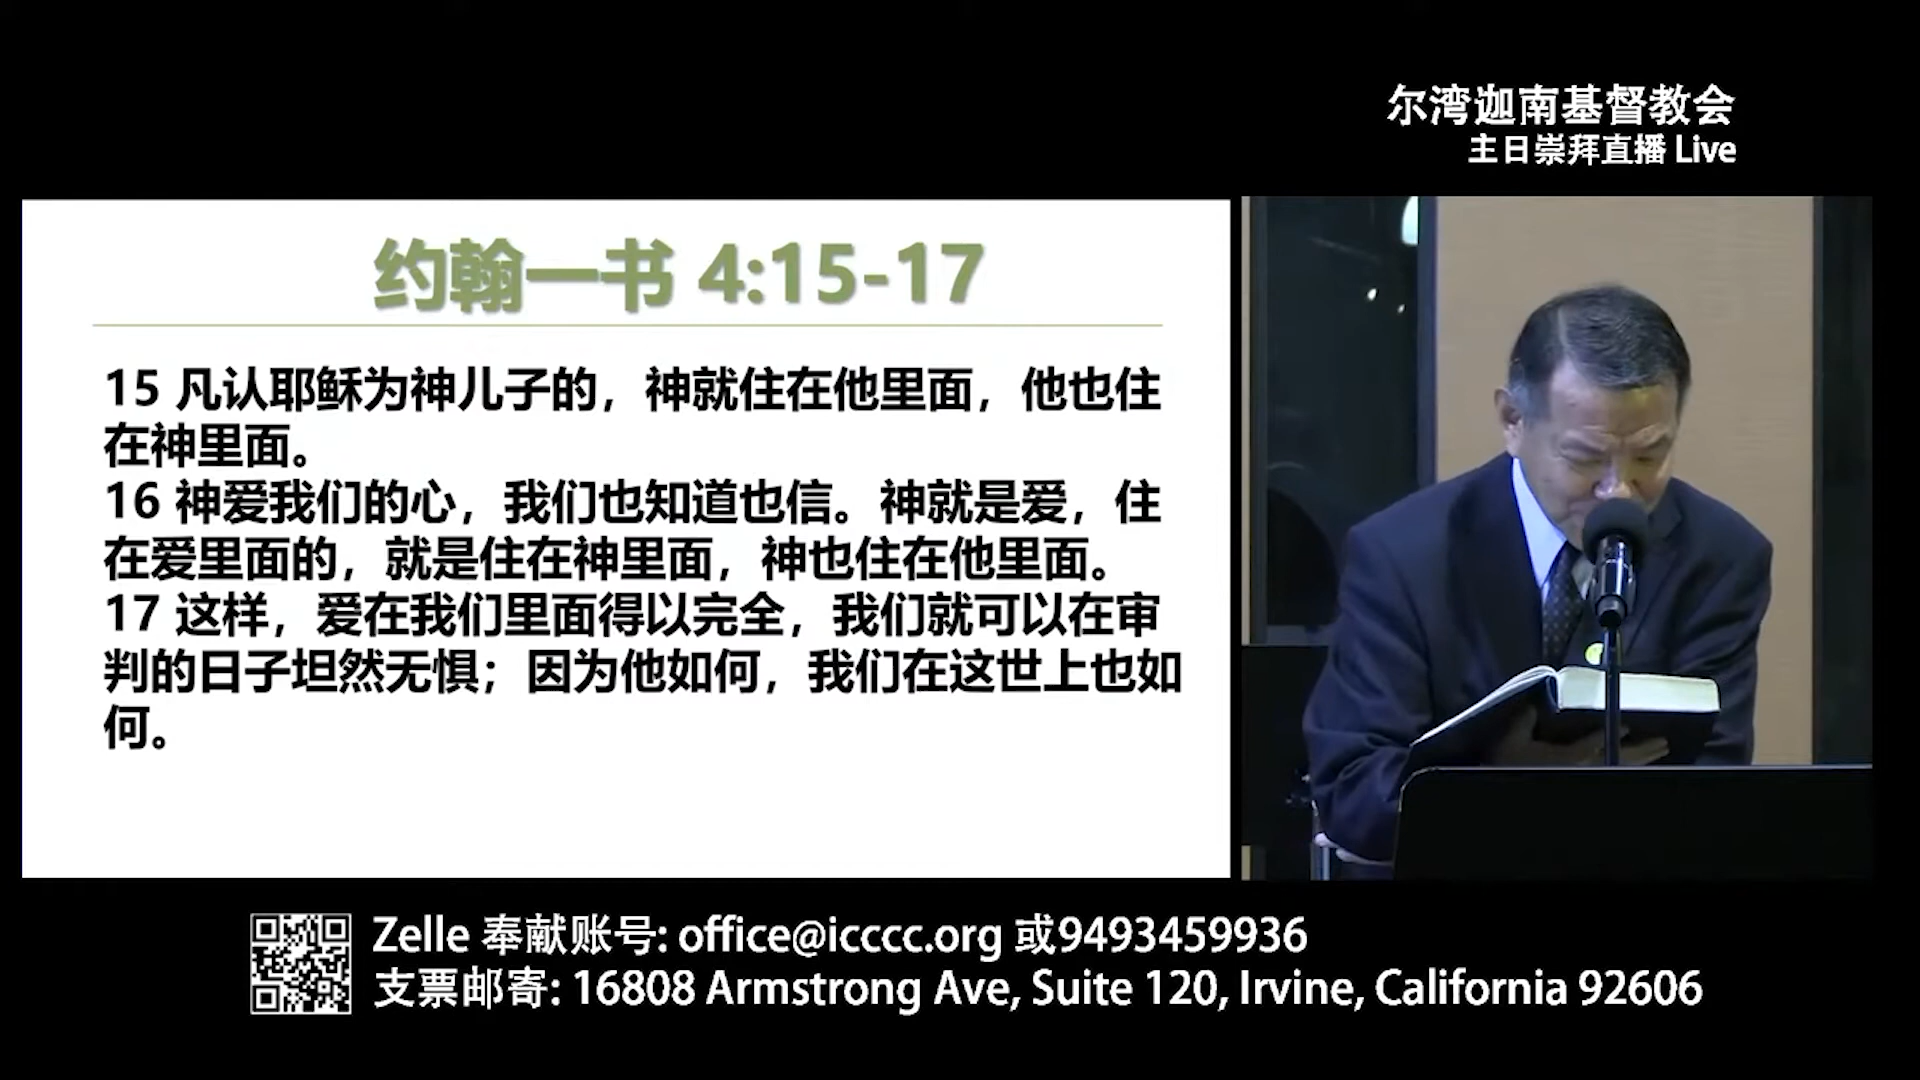 尔湾迦南基督教会
主日崇拜直播 Live
约翰一书 4:15-17
15 凡认耶稣为神儿子的，神就住在他里面，他也住
在神里面。
16 神爱我们的心，我们也知道也信。神就是爱，住
在爱里面的，就是住在神里面，神也住在他里面。
17 这样，爱在我们里面得以完全，我们就可以在审
判的日子坦然无惧；因为他如何，我们在这世上也如
何。
Zelle 奉献账号: office@icccc.org 或9493459936
支票邮寄: 16808 Armstrong Ave, Suite 120, Irvine, California 92606